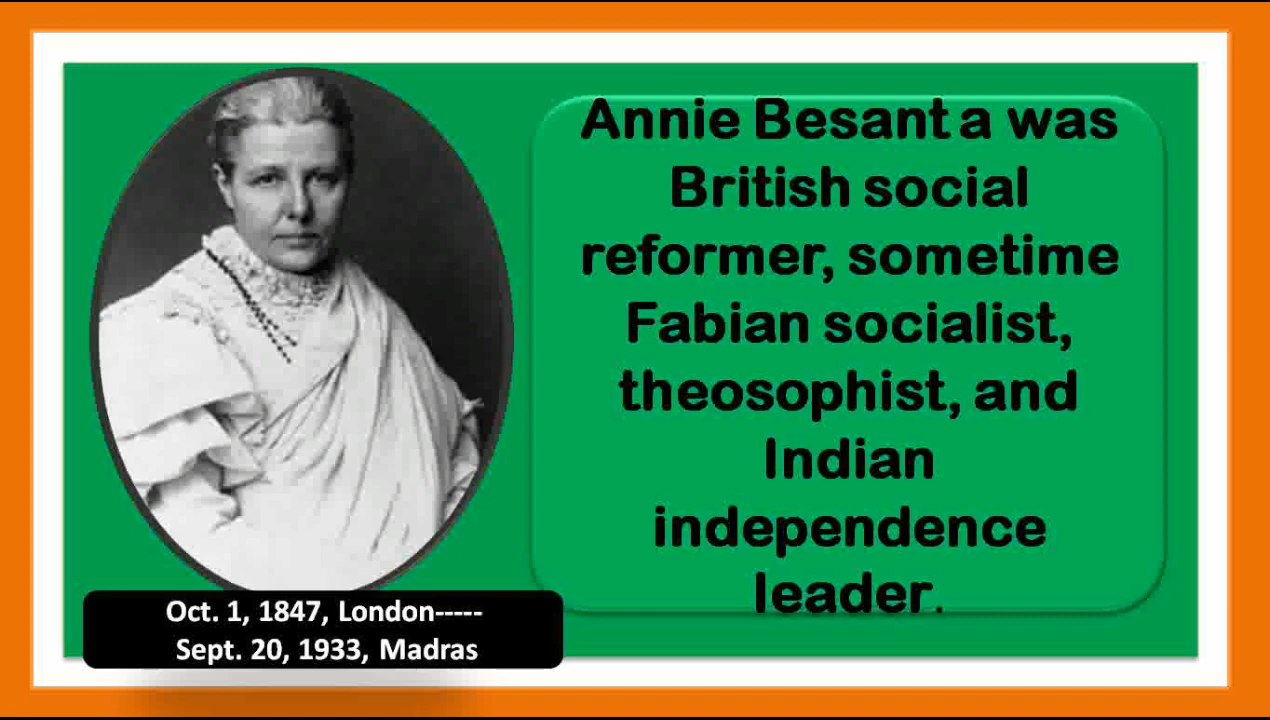 Annie Besant a was
British social
reformer, sometime
Fabian socialist,
theosophist, and
Indian
independence
leader.
Oct. 1, 1847, London-----
Sept. 20, 1933, Madras